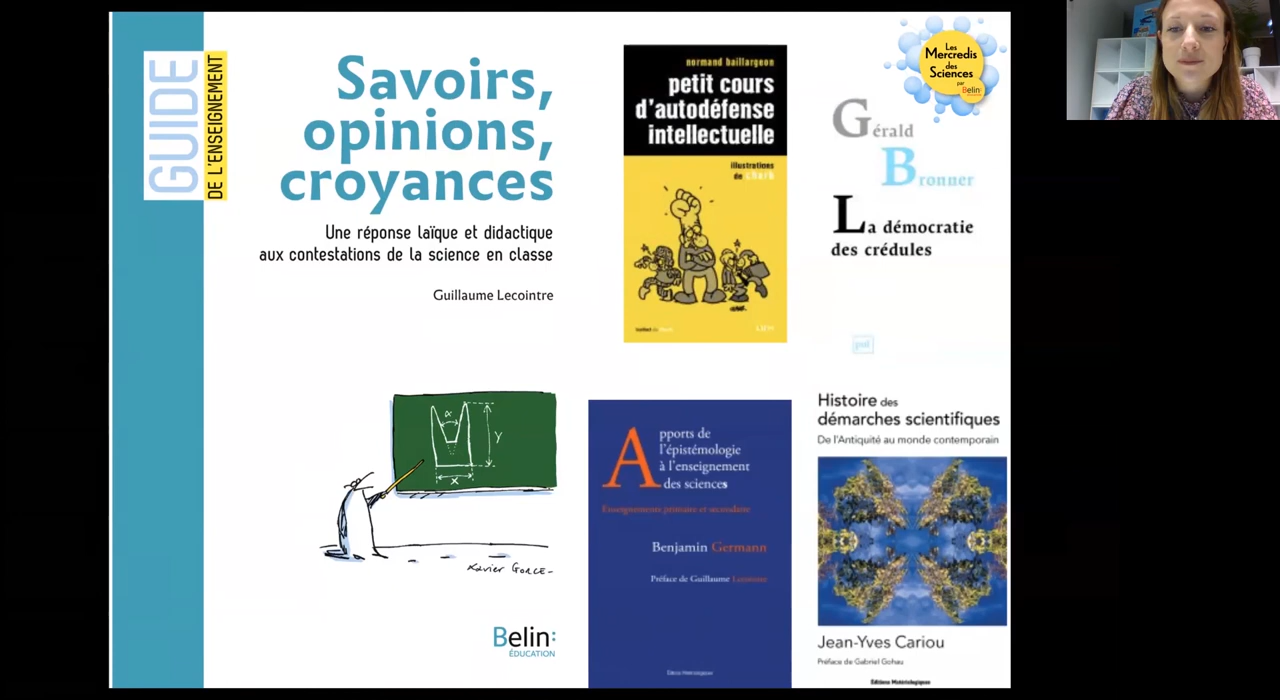 GUIDE
DE L'ENSEIGNEMENT
Savoirs,
opinions,
croyances
Une réponse laïque et didactique
aux contestations de la science en classe
Guillaume Lecointre
α
Y
X
Xavier GORCE-
Belin:
ÉDUCATION
normand baillargeon
petit cours
d'autodéfense
intellectuelle
illustrations
de charb
LUX
Les
Mercredis
des
Sciences
par
Belin:
Gérald
Bronner
La démocratie
des crédules
puf
Apports de
l'épistémologie
à l'enseignement
des sciences
Enseignements primaire et secondaire
Benjamin Germann
Préface de Guillaume Lecointre
Histoire des
démarches scientifiques
De l'Antiquité au monde contemporain
Jean-Yves Cariou
Préface de Gabriel Gohau
Éditions Matériologiques